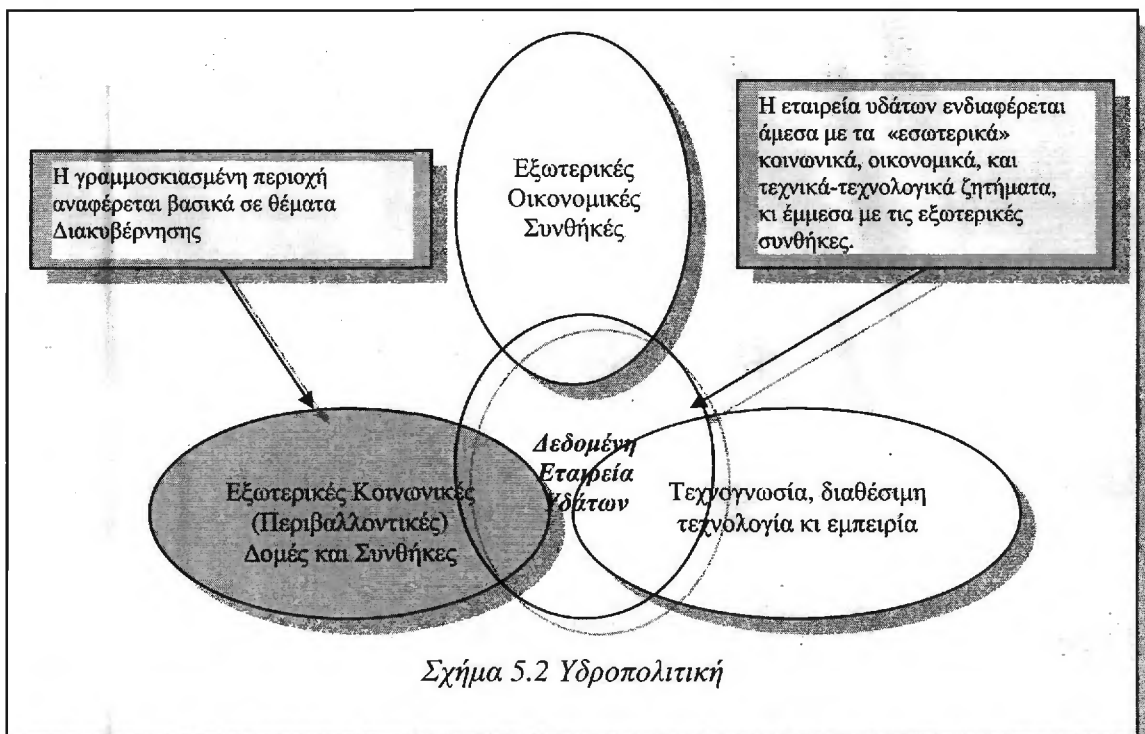 Εξωτερικές
Οικονομικές
Συνθήκές
Η γραμμοσκιασμένη περιοχή
αναφέρεται βασικά σε θέματα
Διακυβέρνησης
Η εταιρεία υδάτων ενδιαφέρεται
άμεσα με τα «εσωτερικά»
κοινωνικά, οικονομικά, και
τεχνικά-τεχνολογικά ζητήματα,
κι έμμεσα με τις εξωτερικές
συνθήκες.
Εξωτερικές Κοινωνικές
(Περιβαλλοντικές)
Δομές και Συνθήκες
Δεδομένη
Εταιρεία
Υδάτων
Τεχνογνωσία, διαθέσιμη
τεχνολογία κι εμπειρία
Σχήμα 5.2 Υδροπολιτική